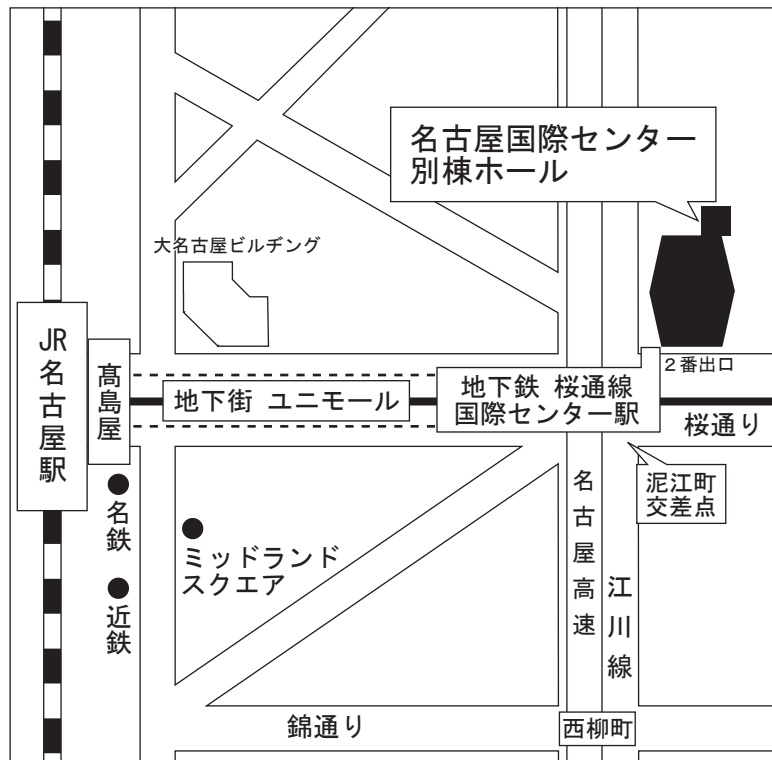 名古屋国際センター
別棟ホール
大名古屋ビルヂング
JR名古屋駅
髙島屋
地下街 ユニモール
地下鉄 桜通線
国際センター駅
2番出口
桜通り
泥江町
交差点
名鉄
ミッドランド
スクエア
近鉄
名古屋高速
江川線
錦通り
西柳町